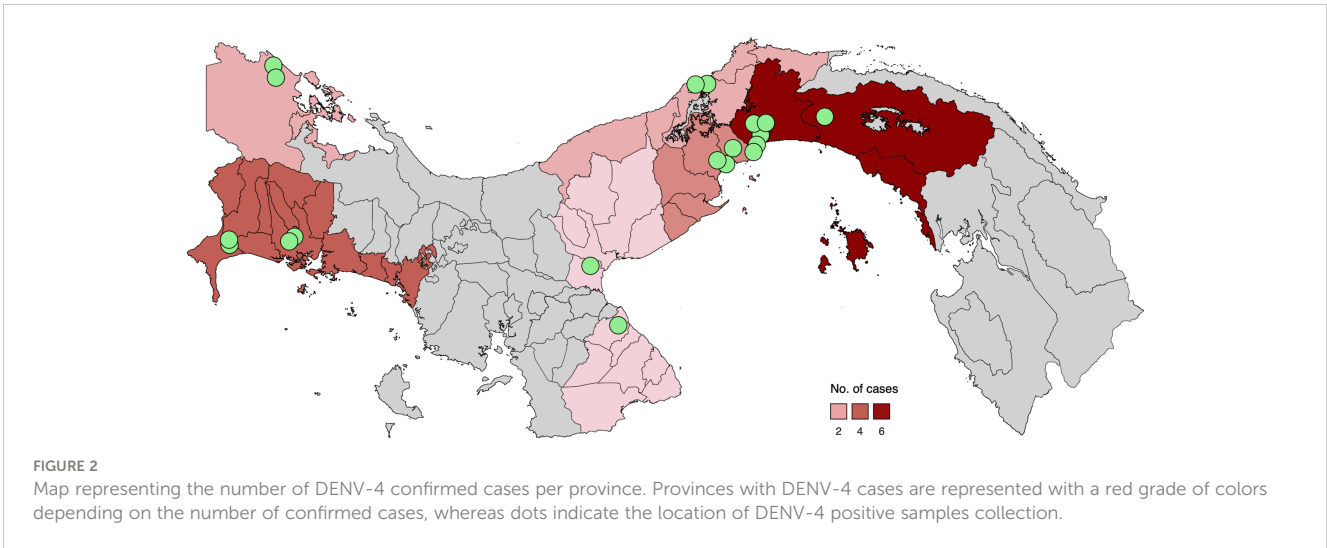 No. of cases
2 4 6
FIGURE 2
Map representing the number of DENV-4 confirmed cases per province. Provinces with DENV-4 cases are represented with a red grade of colors
depending on the number of confirmed cases, whereas dots indicate the location of DENV-4 positive samples collection.